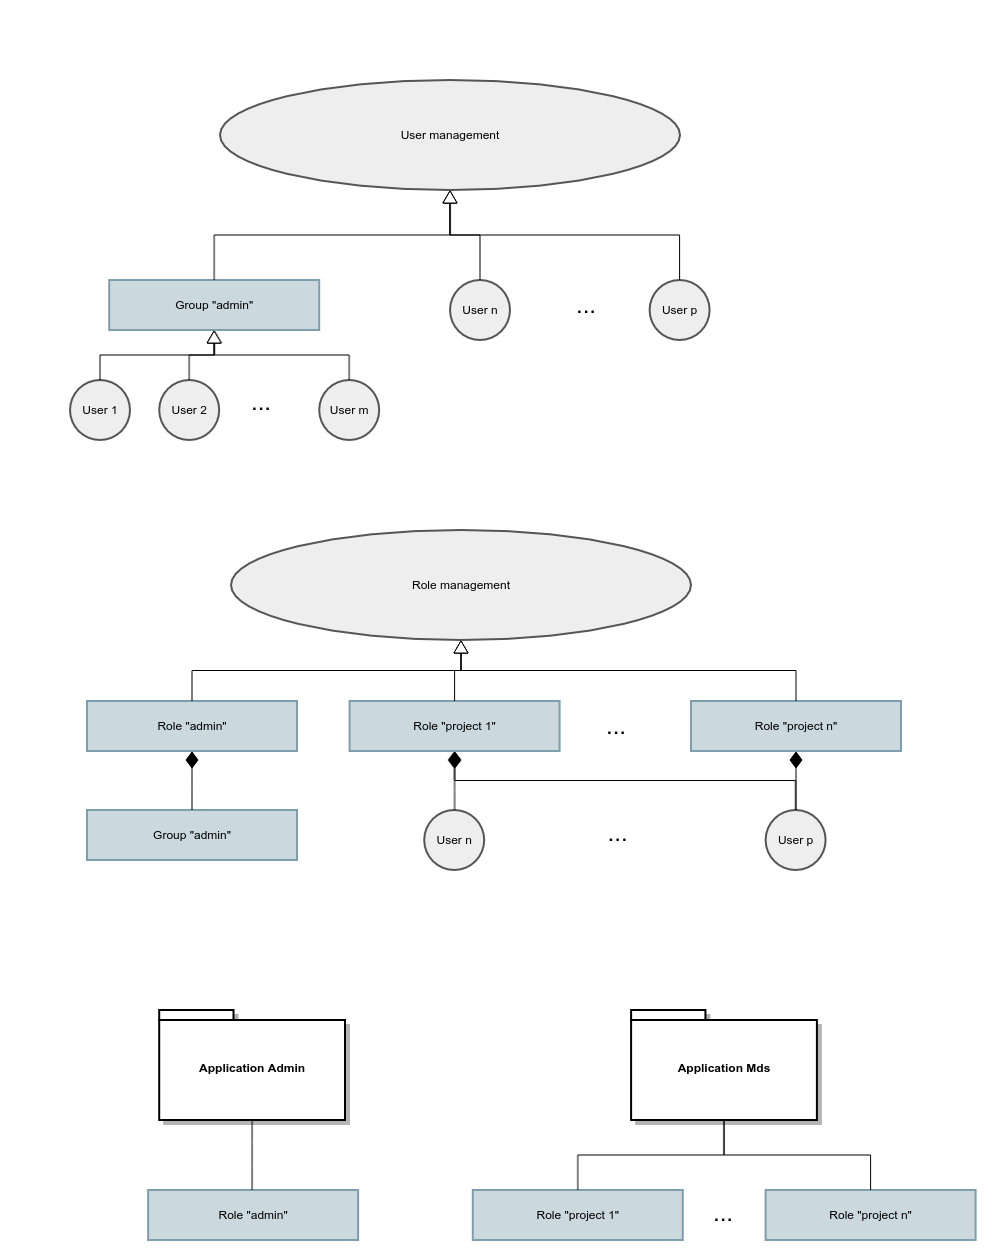 User management
Group "admin"
User n
...
User p
User 1
User 2
...
User m
Role management
Role "admin"
Role "project 1"
...
Role "project n"
Group "admin"
User n
...
User p
Application Admin
Application Mds
Role "admin"
Role "project 1"
...
Role "project n"